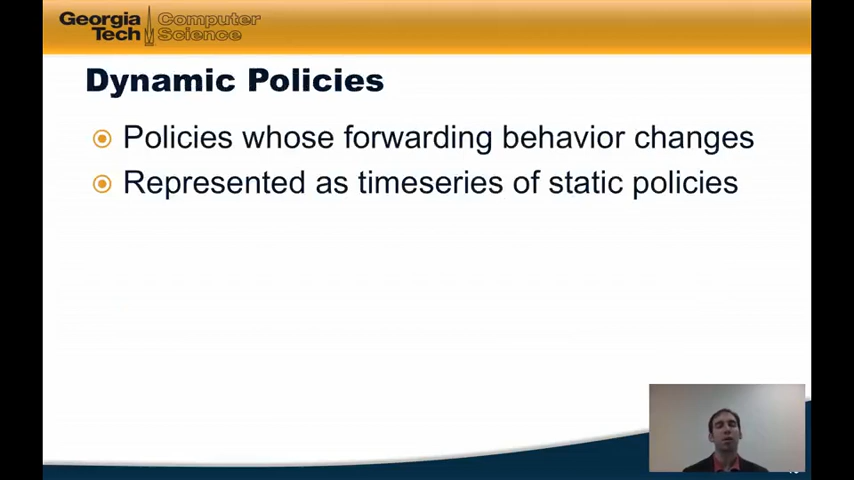 Georgia Tech Computer Science
Dynamic Policies
Policies whose forwarding behavior changes
Represented as timeseries of static policies